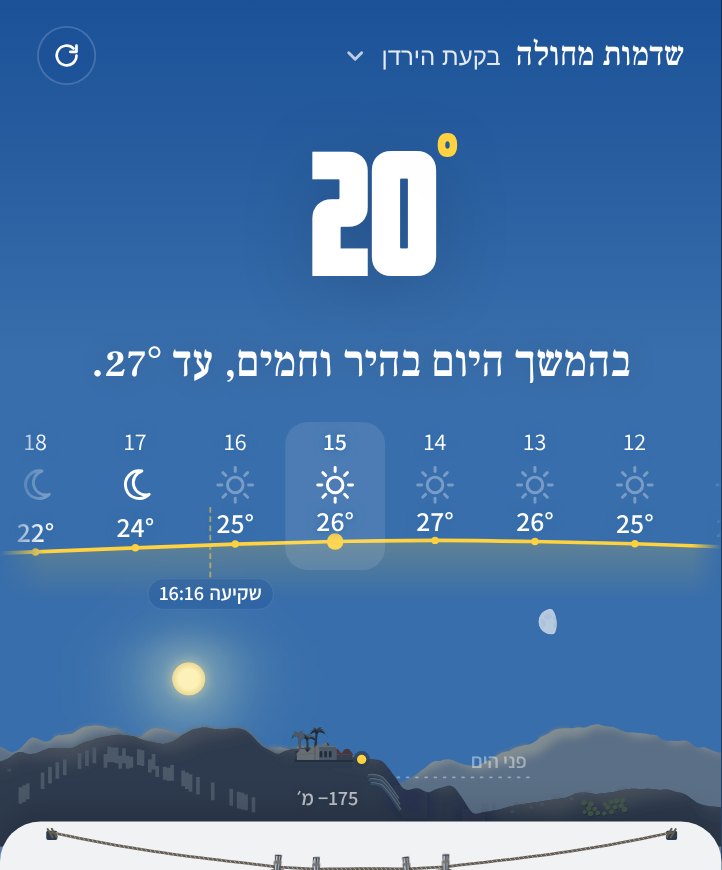 שדמות מחולה בקעת הירדן
20°
בהמשך היום בהיר וחמים, עד 27°.
12 13 14 15 16 17 18
25° 26° 27° 26° 25° 24° 22°
שקיעה 16:16
פני הים
−175 מ׳